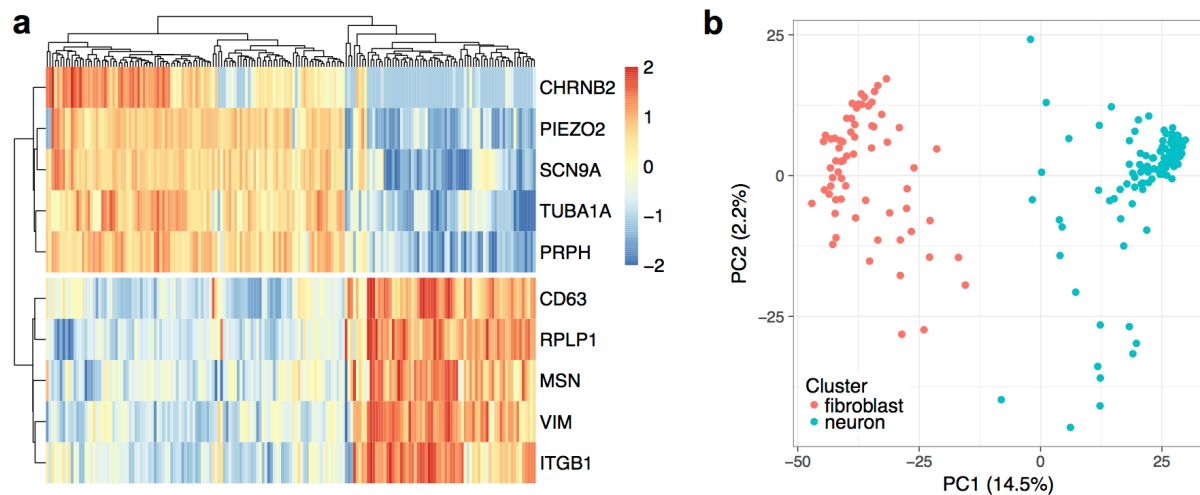 a
CHRNB2
PIEZO2
SCN9A
TUBA1A
PRPH
CD63
RPLP1
MSN
VIM
ITGB1
2
1
0
−1
−2
b
25
0
−25
PC2 (2.2%)
Cluster
fibroblast
neuron
−50
−25
0
25
PC1 (14.5%)